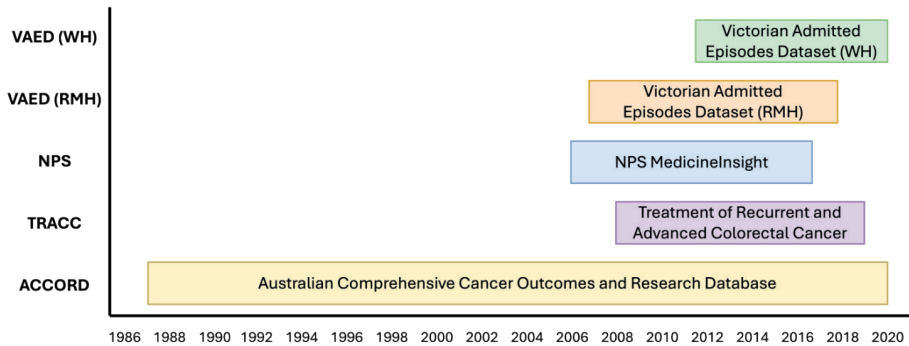 VAED (WH)
Victorian Admitted
Episodes Dataset (WH)
VAED (RMH)
Victorian Admitted
Episodes Dataset (RMH)
NPS
NPS MedicineInsight
TRACC
Treatment of Recurrent and
Advanced Colorectal Cancer
ACCORD
Australian Comprehensive Cancer Outcomes and Research Database
1986 1988 1990 1992 1994 1996 1998 2000 2002 2004 2006 2008 2010 2012 2014 2016 2018 2020